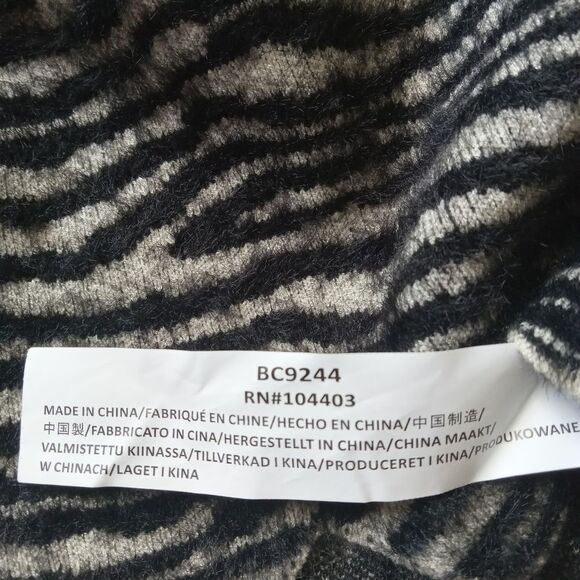 BC9244
RN#104403
MADE IN CHINA/FABRIQUÉ EN CHINE/HECHO EN CHINA/中国制造/
中国製/FABBRICATO IN CINA/HERGESTELLT IN CHINA/CHINA MAAKT/
VALMISTETTU KIINASSA/TILLVERKAD I KINA/PRODUCERET I KINA/PRODUKOWANE
W CHINACH/LAGET I KINA